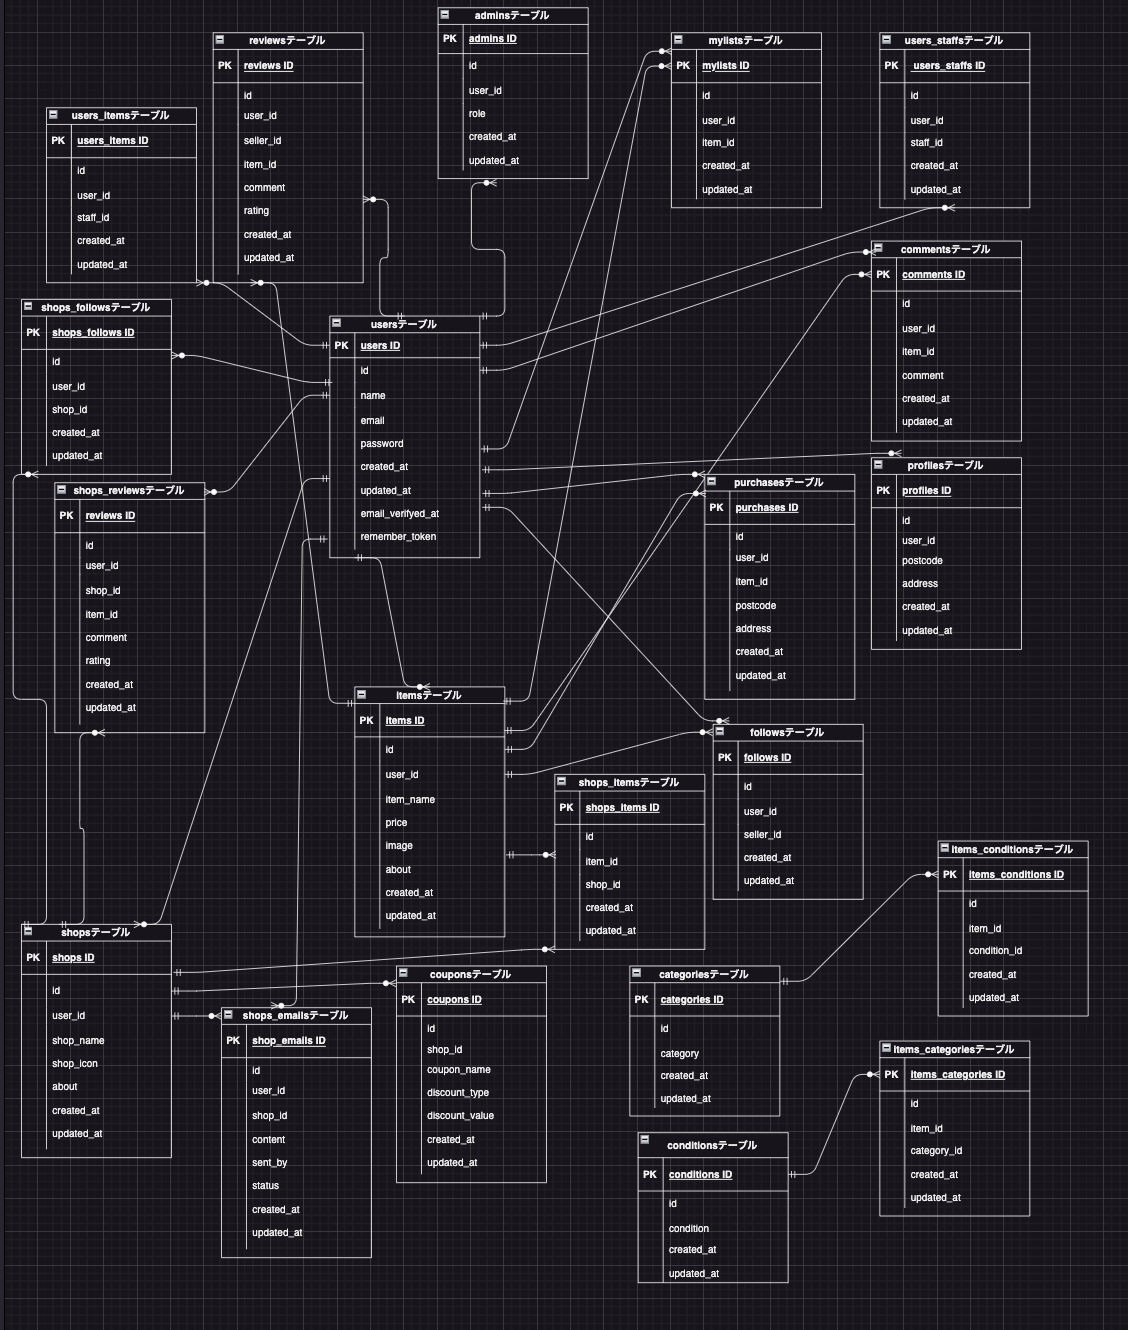 adminsテーブル
PK admins ID
id
user_id
role
created_at
updated_at
reviewsテーブル
PK reviews ID
id
user_id
seller_id
item_id
comment
rating
created_at
updated_at
mylistsテーブル
PK mylists ID
id
user_id
item_id
created_at
updated_at
users_staffsテーブル
PK users_staffs ID
id
user_id
staff_id
created_at
updated_at
users_itemsテーブル
PK users_items ID
id
user_id
staff_id
created_at
updated_at
commentsテーブル
PK comments ID
id
user_id
item_id
comment
created_at
updated_at
shops_followsテーブル
PK shops_follows ID
id
user_id
shop_id
created_at
updated_at
usersテーブル
PK users ID
id
name
email
password
created_at
updated_at
email_verifyed_at
remember_token
profilesテーブル
PK profiles ID
id
user_id
postcode
address
created_at
updated_at
purchasesテーブル
PK purchases ID
id
user_id
item_id
postcode
address
created_at
updated_at
shops_reviewsテーブル
PK reviews ID
id
user_id
shop_id
item_id
comment
rating
created_at
updated_at
itemsテーブル
PK items ID
id
user_id
item_name
price
image
about
created_at
updated_at
followsテーブル
PK follows ID
id
user_id
seller_id
created_at
updated_at
shops_itemsテーブル
PK shops_items ID
id
item_id
shop_id
created_at
updated_at
items_conditionsテーブル
PK items_conditions ID
id
item_id
condition_id
created_at
updated_at
shopsテーブル
PK shops ID
id
user_id
shop_name
shop_icon
about
created_at
updated_at
couponsテーブル
PK coupons ID
id
shop_id
coupon_name
discount_type
discount_value
created_at
updated_at
categoriesテーブル
PK categories ID
id
category
created_at
updated_at
shops_emailsテーブル
PK shop_emails ID
id
user_id
shop_id
content
sent_by
status
created_at
updated_at
items_categoriesテーブル
PK items_categories ID
id
item_id
category_id
created_at
updated_at
conditionsテーブル
PK conditions ID
id
condition
created_at
updated_at